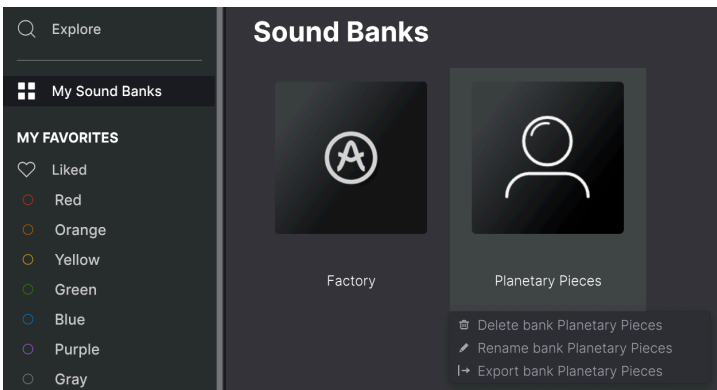 Explore
My Sound Banks
MY FAVORITES
Liked
Red
Orange
Yellow
Green
Blue
Purple
Gray
Sound Banks
Factory
Planetary Pieces
Delete bank Planetary Pieces
Rename bank Planetary Pieces
Export bank Planetary Pieces